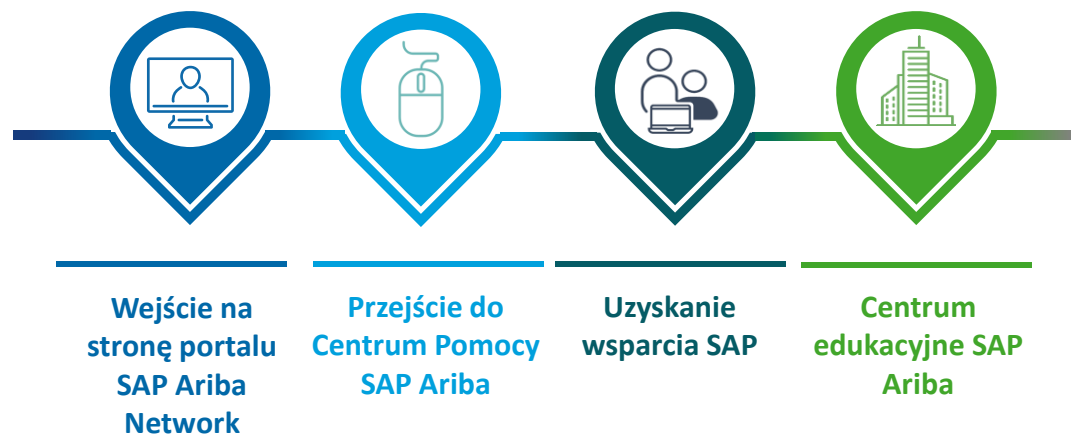 Wejście na
stronę portalu
SAP Ariba
Network
Przejście do
Centrum Pomocy
SAP Ariba
Uzyskanie
wsparcia SAP
Centrum
edukacyjne SAP
Ariba